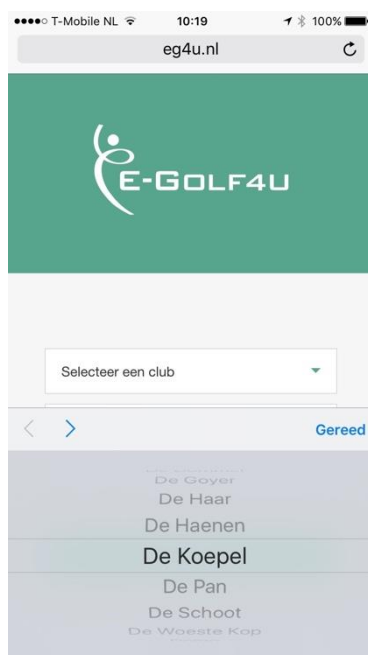 T-Mobile NL 10:19 100%
eg4u.nl
E-GOLF4U
Selecteer een club
Gereed
De Goyer
De Haar
De Haenen
De Koepel
De Pan
De Schoot
De Woeste Kop